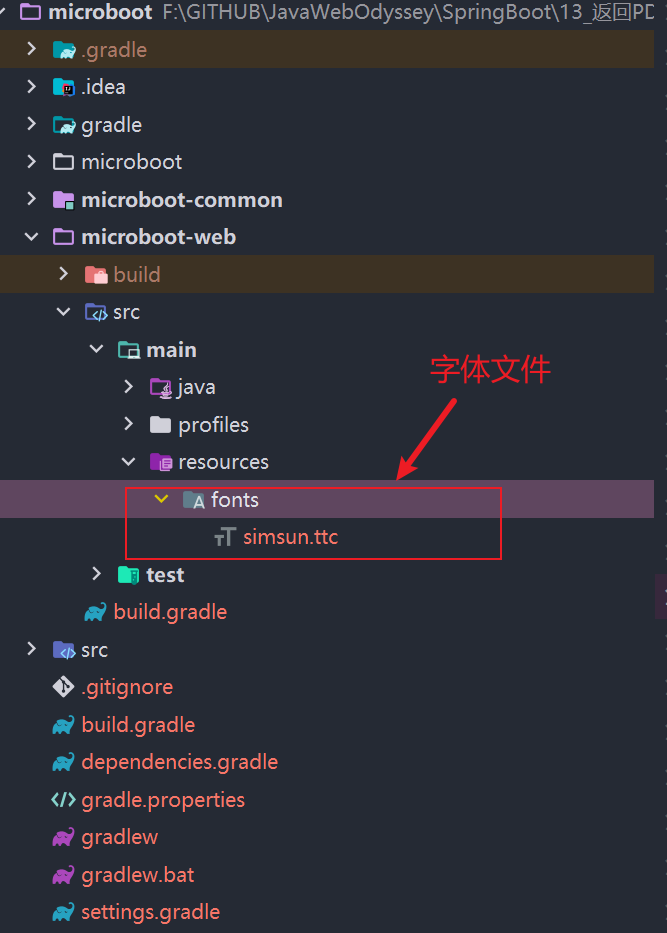 microboot F:\GITHUB\JavaWebOdyssey\SpringBoot\13_返回PD
.gradle
.idea
gradle
microboot
microboot-common
microboot-web
build
src
main
字体文件
java
profiles
resources
fonts
simsun.ttc
test
build.gradle
src
.gitignore
build.gradle
dependencies.gradle
gradle.properties
gradlew
gradlew.bat
settings.gradle